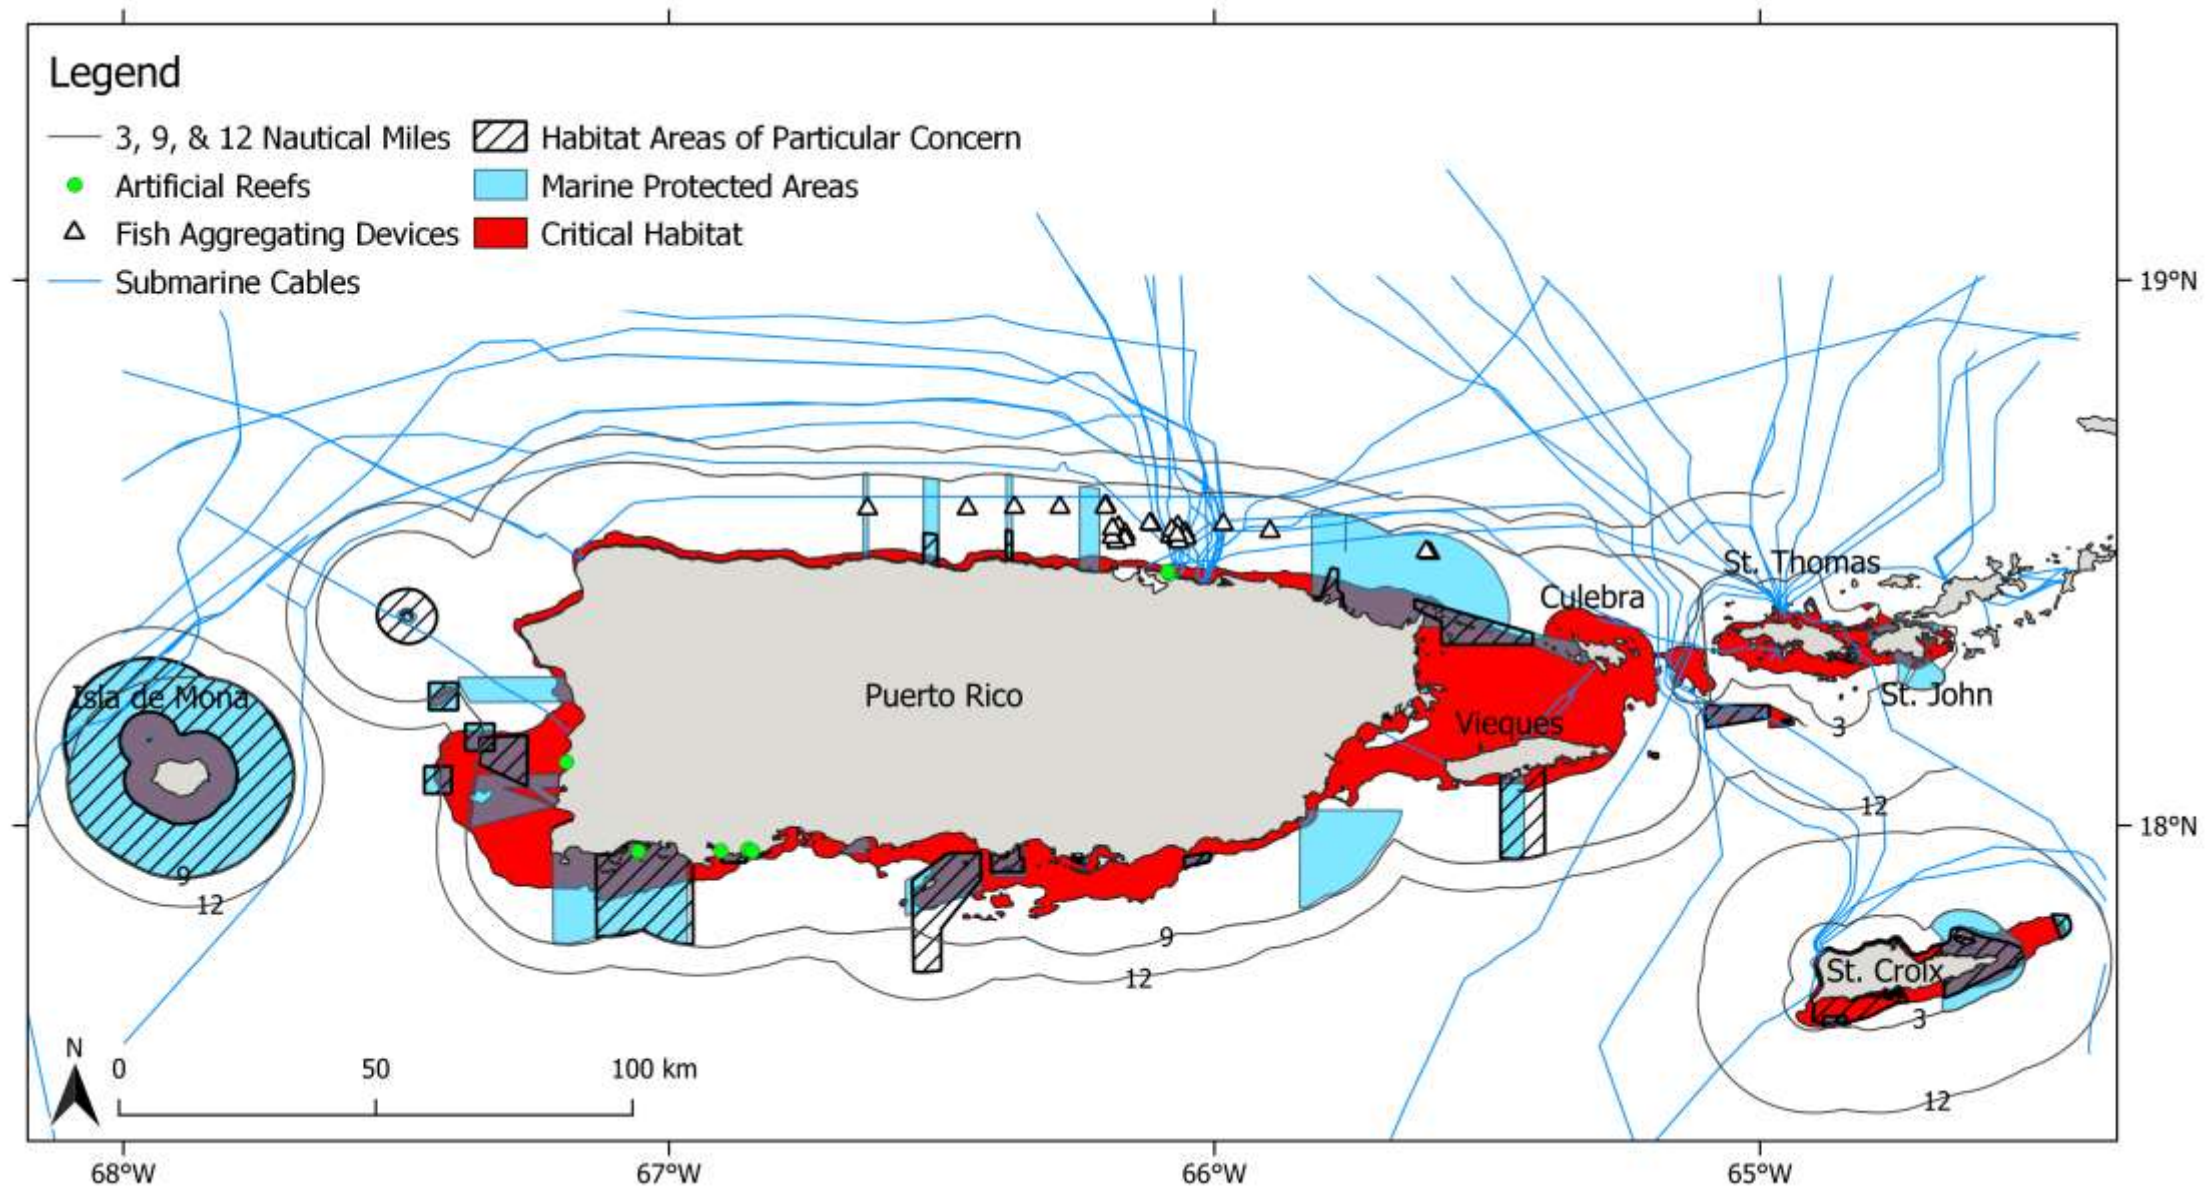 Legend
3, 9, & 12 Nautical Miles
Artificial Reefs
Fish Aggregating Devices
Submarine Cables
Habitat Areas of Particular Concern
Marine Protected Areas
Critical Habitat
19°N
St. Thomas
Culebra
Isla de Mona
Puerto Rico
St. John
Vieques
3
12
18°N
9
12
9
12
St. Croix
3
12
N
0 50 100 km
68°W 67°W 66°W 65°W